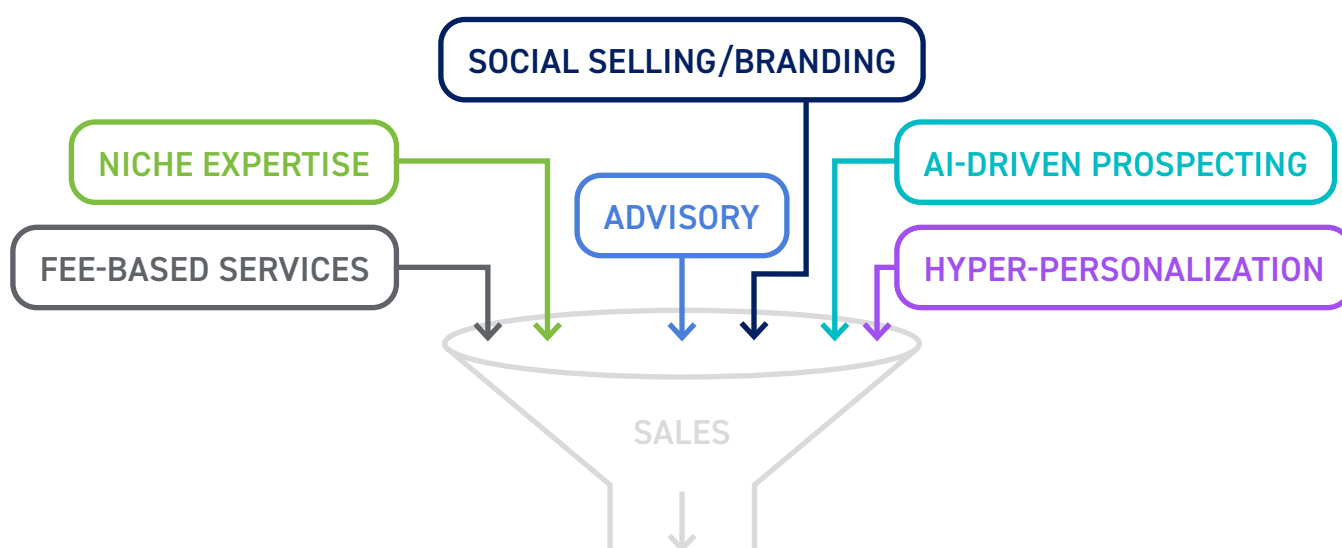 SOCIAL SELLING/BRANDING
NICHE EXPERTISE
AI-DRIVEN PROSPECTING
ADVISORY
FEE-BASED SERVICES
HYPER-PERSONALIZATION
SALES